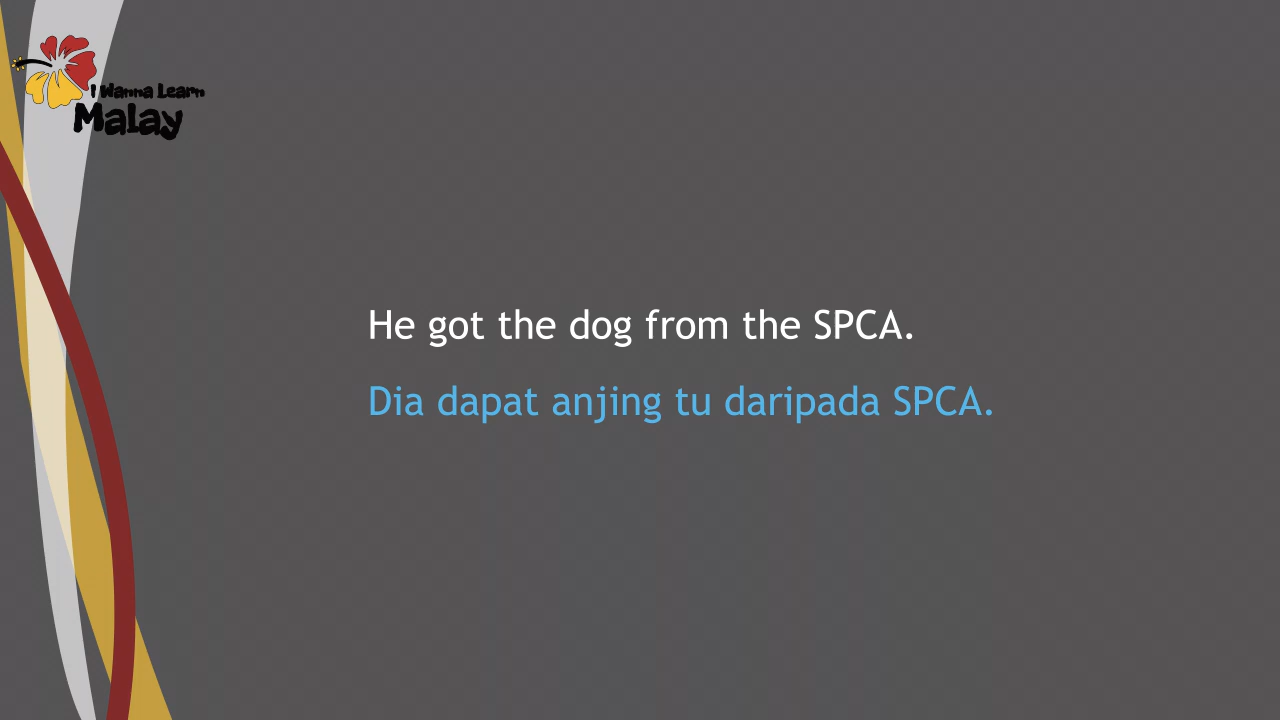 I Wanna Learn
Malay
He got the dog from the SPCA.
Dia dapat anjing tu daripada SPCA.